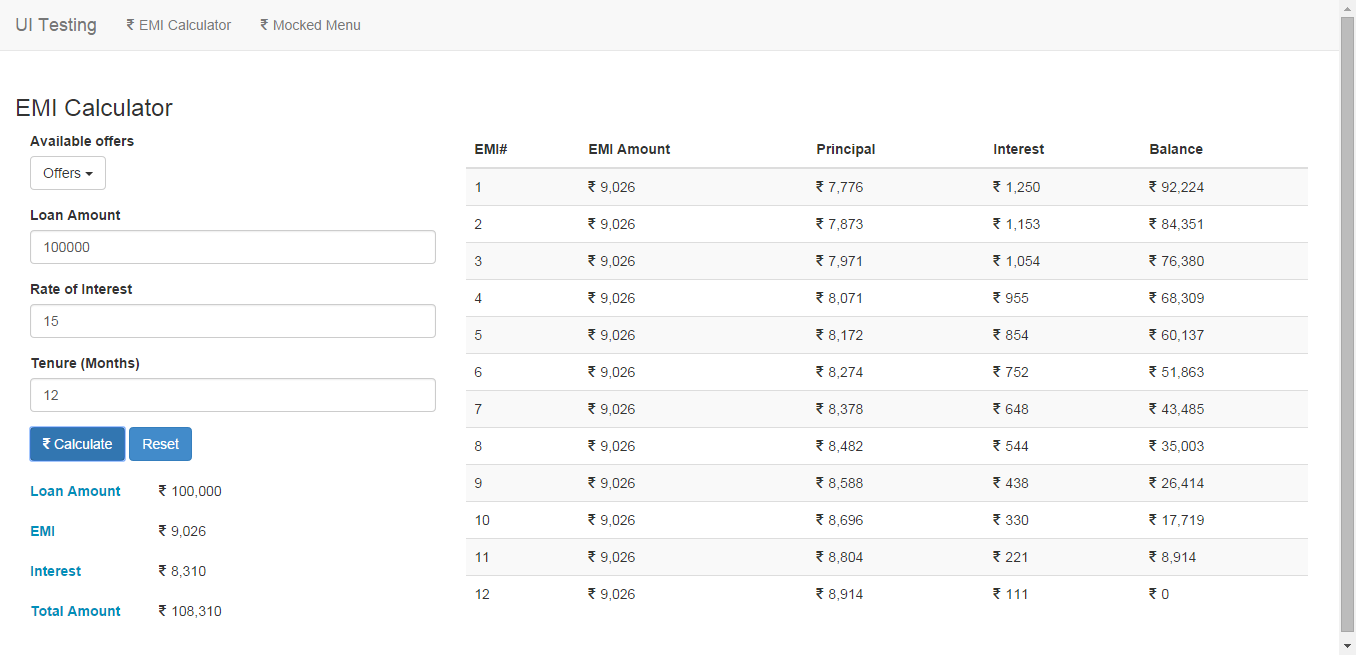 UI Testing ₹ EMI Calculator ₹ Mocked Menu
EMI Calculator
Available offers
Offers
Loan Amount
100000
Rate of Interest
15
Tenure (Months)
12
₹ Calculate Reset
Loan Amount ₹ 100,000
EMI ₹ 9,026
Interest ₹ 8,310
Total Amount ₹ 108,310
EMI# EMI Amount Principal Interest Balance
1 ₹ 9,026 ₹ 7,776 ₹ 1,250 ₹ 92,224
2 ₹ 9,026 ₹ 7,873 ₹ 1,153 ₹ 84,351
3 ₹ 9,026 ₹ 7,971 ₹ 1,054 ₹ 76,380
4 ₹ 9,026 ₹ 8,071 ₹ 955 ₹ 68,309
5 ₹ 9,026 ₹ 8,172 ₹ 854 ₹ 60,137
6 ₹ 9,026 ₹ 8,274 ₹ 752 ₹ 51,863
7 ₹ 9,026 ₹ 8,378 ₹ 648 ₹ 43,485
8 ₹ 9,026 ₹ 8,482 ₹ 544 ₹ 35,003
9 ₹ 9,026 ₹ 8,588 ₹ 438 ₹ 26,414
10 ₹ 9,026 ₹ 8,696 ₹ 330 ₹ 17,719
11 ₹ 9,026 ₹ 8,804 ₹ 221 ₹ 8,914
12 ₹ 9,026 ₹ 8,914 ₹ 111 ₹ 0